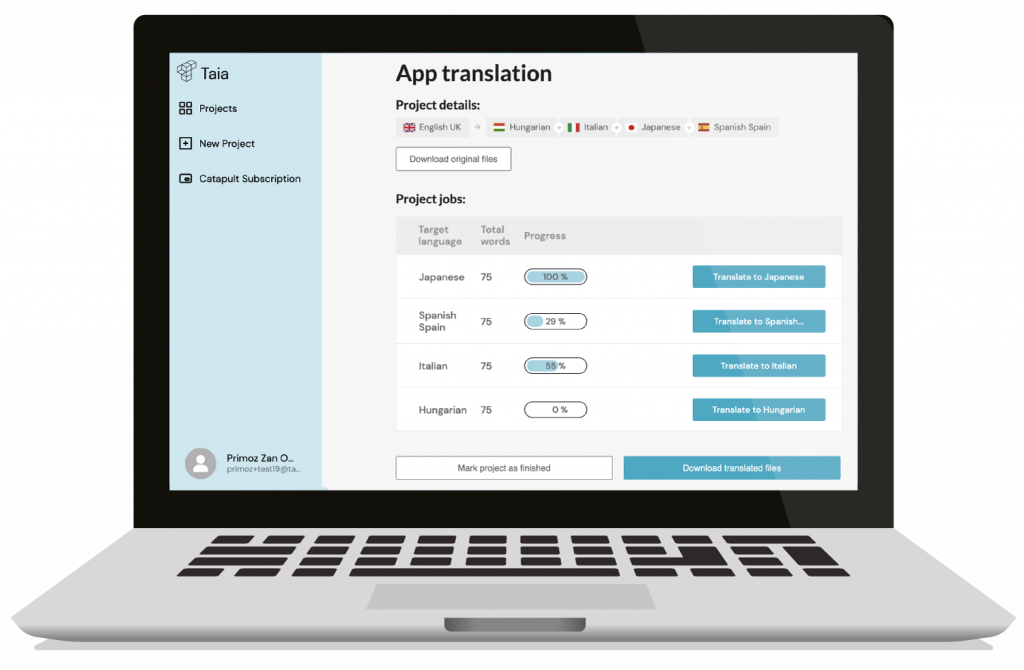 Taia
Projects
New Project
Catapult Subscription
Primoz Zan O...
primoz+test19@ta...
App translation
Project details:
English UK → Hungarian + Italian + Japanese + Spanish Spain
Download original files
Project jobs:
Target language Total words Progress
Japanese 75 100 % Translate to Japanese
Spanish Spain 75 29 % Translate to Spanish...
Italian 75 55 % Translate to Italian
Hungarian 75 0 % Translate to Hungarian
Mark project as finished Download translated files